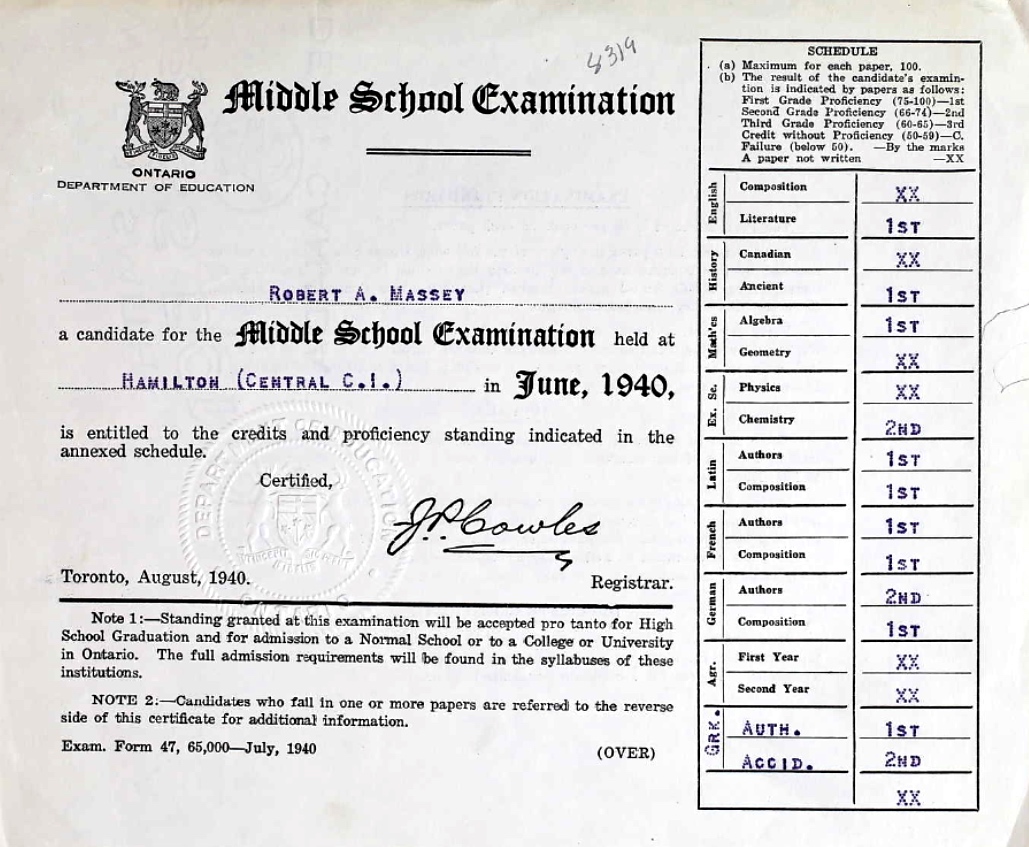 4319
Middle School Examination
ONTARIO
DEPARTMENT OF EDUCATION
ROBERT A. MASSEY
a candidate for the Middle School Examination held at
HAMILTON (CENTRAL C.I.) in June, 1940,
is entitled to the credits and proficiency standing indicated in the
annexed schedule.
Certified,
J.P. Cowles
Toronto, August, 1940.
Registrar.
DEPARTMENT OF EDUCATION
ONTARIO
Note 1:—Standing granted at this examination will be accepted pro tanto for High
School Graduation and for admission to a Normal School or to a College or University
in Ontario. The full admission requirements will be found in the syllabuses of these
institutions.
NOTE 2:—Candidates who fail in one or more papers are referred to the reverse
side of this certificate for additional information.
Exam. Form 47, 65,000—July, 1940 (OVER)
SCHEDULE
(a) Maximum for each paper, 100.
(b) The result of the candidate's examin-
tion is indicated by papers as follows:
First Grade Proficiency (75-100)—1st
Second Grade Proficiency (66-74)—2nd
Third Grade Proficiency (60-65)—3rd
Credit without Proficiency (50-59)—C.
Failure (below 50). —By the marks
A paper not written —XX
English
Composition XX
Literature 1ST
History
Canadian XX
Ancient 1ST
Math'cs
Algebra 1ST
Geometry XX
Ex. Sc.
Physics XX
Chemistry 2ND
Latin
Authors 1ST
Composition 1ST
French
Authors 1ST
Composition 1ST
German
Authors 2ND
Composition 1ST
Agr.
First Year XX
Second Year XX
GRK.
AUTH. 1ST
ACCID. 2ND
XX